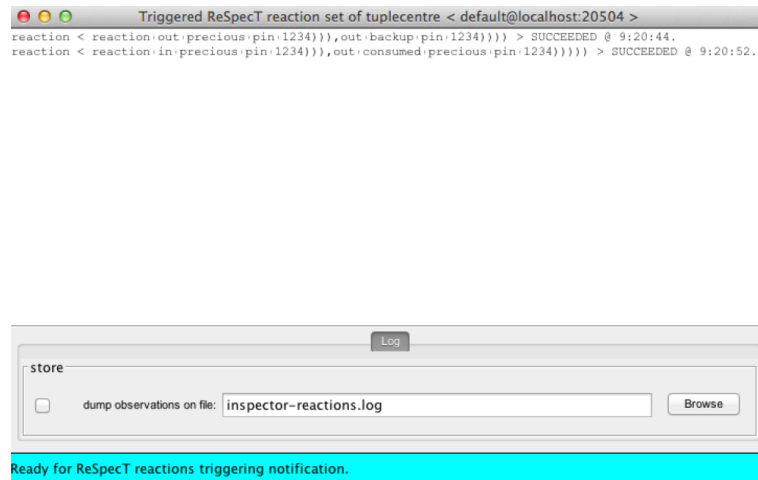 Triggered ReSpecT reaction set of tuplecentre < default@localhost:20504 >
reaction < reaction(out(precious(pin(1234))),out(backup(pin(1234)))) > SUCCEEDED @ 9:20:44.
reaction < reaction(in(precious(pin(1234))),out(consumed(precious(pin(1234))))) > SUCCEEDED @ 9:20:52.
Log
store
dump observations on file: inspector-reactions.log Browse
Ready for ReSpecT reactions triggering notification.